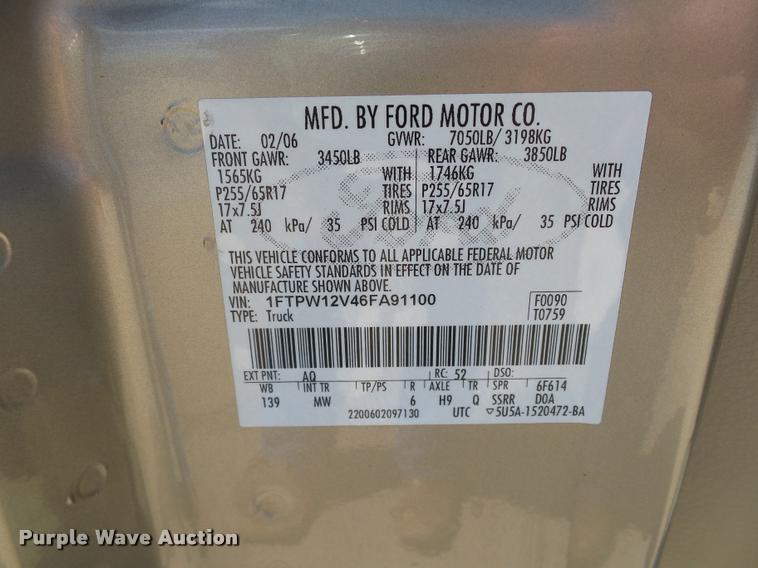 MFD. BY FORD MOTOR CO.
DATE: 02/06 GVWR: 7050LB/ 3198KG
FRONT GAWR: 3450LB REAR GAWR: 3850LB
1565KG WITH 1746KG WITH
P255/65R17 TIRES P255/65R17 TIRES
17x7.5J RIMS 17x7.5J RIMS
AT 240 kPa/ 35 PSI COLD AT 240 kPa/ 35 PSI COLD
THIS VEHICLE CONFORMS TO ALL APPLICABLE FEDERAL MOTOR
VEHICLE SAFETY STANDARDS IN EFFECT ON THE DATE OF
MANUFACTURE SHOWN ABOVE.
VIN: 1FTPW12V46FA91100 F0090
TYPE: Truck T0759
EXT PNT: AQ RC: 52 DSO:
WB INT TR TP/PS R AXLE TR SPR 6F614
139 MW 6 H9 Q SSRR DOA
2200602097130 UTC ▽5U5A-1520472-BA
Purple Wave Auction